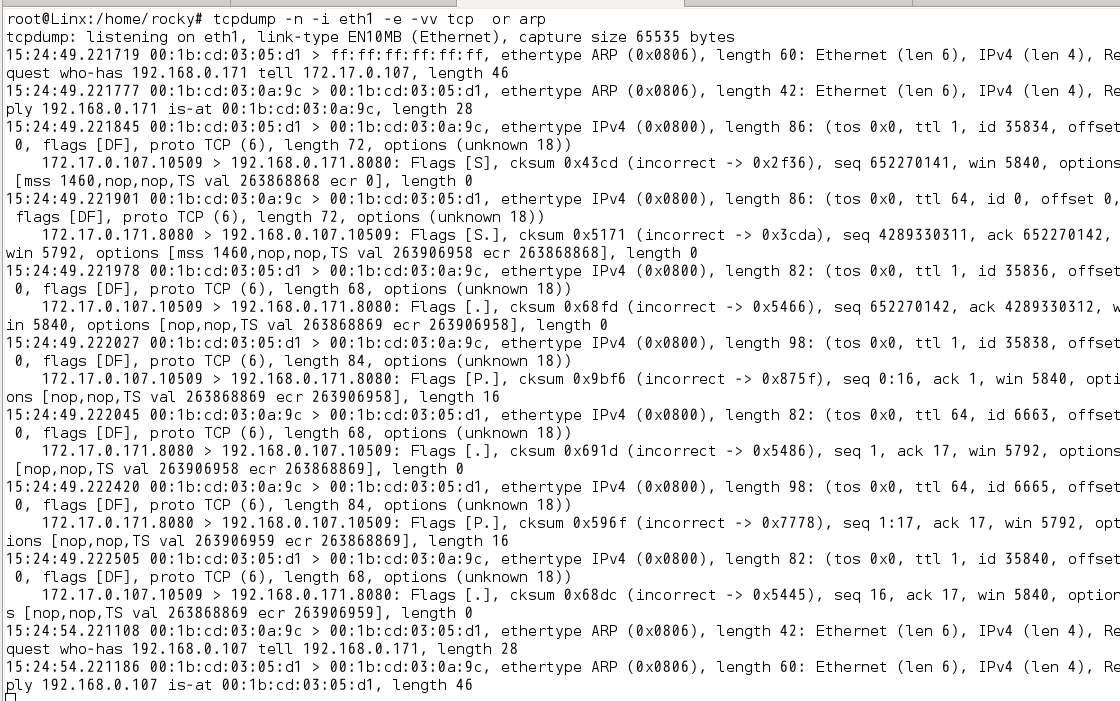 root@Linx:/home/rocky# tcpdump -n -i eth1 -e -vv tcp  or arp
tcpdump: listening on eth1, link-type EN10MB (Ethernet), capture size 65535 bytes
15:24:49.221719 00:1b:cd:03:05:d1 > ff:ff:ff:ff:ff:ff, ethertype ARP (0x0806), length 60: Ethernet (len 6), IPv4 (len 4), Re
quest who-has 192.168.0.171 tell 172.17.0.107, length 46
15:24:49.221777 00:1b:cd:03:0a:9c > 00:1b:cd:03:05:d1, ethertype ARP (0x0806), length 42: Ethernet (len 6), IPv4 (len 4), Re
ply 192.168.0.171 is-at 00:1b:cd:03:0a:9c, length 28
15:24:49.221845 00:1b:cd:03:05:d1 > 00:1b:cd:03:0a:9c, ethertype IPv4 (0x0800), length 86: (tos 0x0, ttl 1, id 35834, offset
 0, flags [DF], proto TCP (6), length 72, options (unknown 18))
    172.17.0.107.10509 > 192.168.0.171.8080: Flags [S], cksum 0x43cd (incorrect -> 0x2f36), seq 652270141, win 5840, options
 [mss 1460,nop,nop,TS val 263868868 ecr 0], length 0
15:24:49.221901 00:1b:cd:03:05:d1 > 00:1b:cd:03:0a:9c, ethertype IPv4 (0x0800), length 86: (tos 0x0, ttl 64, id 0, offset 0,
 flags [DF], proto TCP (6), length 72, options (unknown 18))
    172.17.0.171.8080 > 192.168.0.107.10509: Flags [S.], cksum 0x5171 (incorrect -> 0x3cda), seq 4289330311, ack 652270142,
win 5792, options [mss 1460,nop,nop,TS val 263906958 ecr 263868868], length 0
15:24:49.221978 00:1b:cd:03:05:d1 > 00:1b:cd:03:0a:9c, ethertype IPv4 (0x0800), length 82: (tos 0x0, ttl 1, id 35836, offset
 0, flags [DF], proto TCP (6), length 68, options (unknown 18))
    172.17.0.107.10509 > 192.168.0.171.8080: Flags [.], cksum 0x68fd (incorrect -> 0x5466), seq 652270142, ack 4289330312, w
in 5840, options [nop,nop,TS val 263868869 ecr 263906958], length 0
15:24:49.222027 00:1b:cd:03:05:d1 > 00:1b:cd:03:0a:9c, ethertype IPv4 (0x0800), length 98: (tos 0x0, ttl 1, id 35838, offset
 0, flags [DF], proto TCP (6), length 84, options (unknown 18))
    172.17.0.107.10509 > 192.168.0.171.8080: Flags [P.], cksum 0x9bf6 (incorrect -> 0x875f), seq 0:16, ack 1, win 5840, opti
ons [nop,nop,TS val 263868869 ecr 263906958], length 16
15:24:49.222045 00:1b:cd:03:05:d1 > 00:1b:cd:03:0a:9c, ethertype IPv4 (0x0800), length 82: (tos 0x0, ttl 64, id 6663, offset
 0, flags [DF], proto TCP (6), length 68, options (unknown 18))
    172.17.0.171.8080 > 192.168.0.107.10509: Flags [.], cksum 0x691d (incorrect -> 0x5486), seq 1, ack 17, win 5792, options
 [nop,nop,TS val 263906958 ecr 263868869], length 0
15:24:49.222420 00:1b:cd:03:0a:9c > 00:1b:cd:03:05:d1, ethertype IPv4 (0x0800), length 98: (tos 0x0, ttl 64, id 6665, offset
 0, flags [DF], proto TCP (6), length 84, options (unknown 18))
    172.17.0.171.8080 > 192.168.0.107.10509: Flags [P.], cksum 0x596f (incorrect -> 0x7778), seq 1:17, ack 17, win 5792, opt
ions [nop,nop,TS val 263906959 ecr 263868869], length 16
15:24:49.222505 00:1b:cd:03:05:d1 > 00:1b:cd:03:0a:9c, ethertype IPv4 (0x0800), length 82: (tos 0x0, ttl 1, id 35840, offset
 0, flags [DF], proto TCP (6), length 68, options (unknown 18))
    172.17.0.107.10509 > 192.168.0.171.8080: Flags [.], cksum 0x68dc (incorrect -> 0x5445), seq 16, ack 17, win 5840, option
s [nop,nop,TS val 263868869 ecr 263906959], length 0
15:24:54.221108 00:1b:cd:03:0a:9c > 00:1b:cd:03:05:d1, ethertype ARP (0x0806), length 42: Ethernet (len 6), IPv4 (len 4), Re
quest who-has 192.168.0.107 tell 192.168.0.171, length 28
15:24:54.221186 00:1b:cd:03:05:d1 > 00:1b:cd:03:0a:9c, ethertype ARP (0x0806), length 60: Ethernet (len 6), IPv4 (len 4), Re
ply 192.168.0.107 is-at 00:1b:cd:03:05:d1, length 46